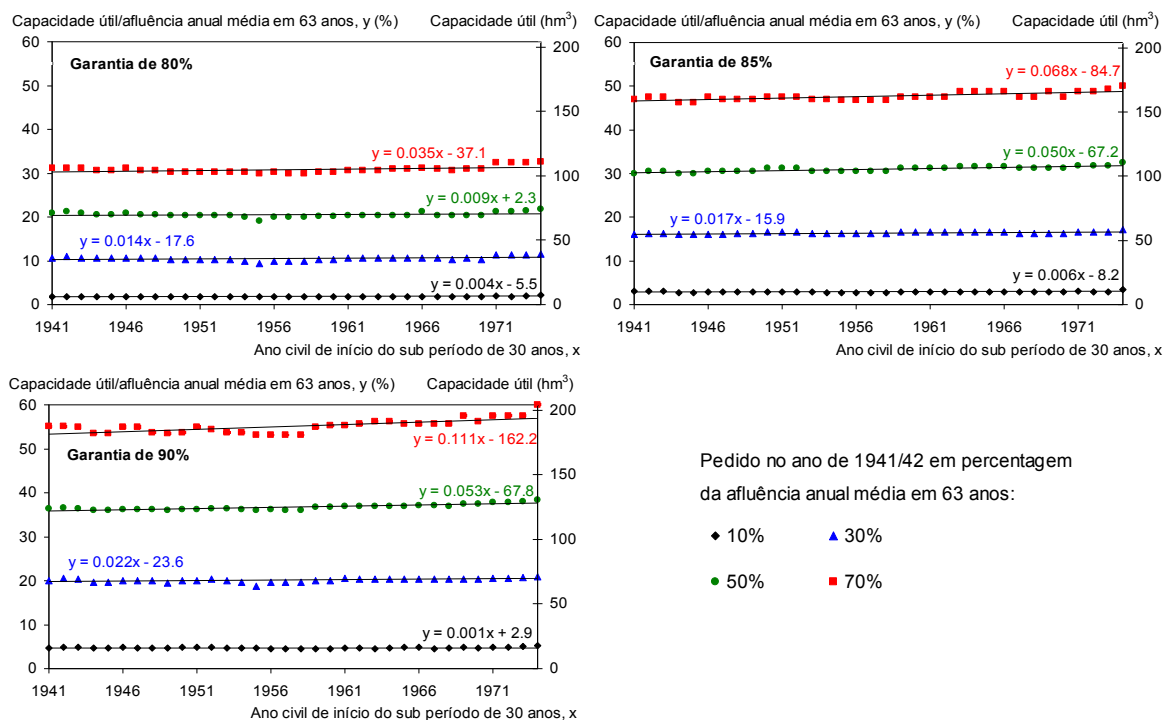 Capacidade útil/afluência anual média em 63 anos, y (%) Capacidade útil (hm³)
Garantia de 80%
60
50
40
30
20
10
0
200
150
100
50
0
y = 0.035x - 37.1
y = 0.009x + 2.3
y = 0.014x - 17.6
y = 0.004x - 5.5
1941 1946 1951 1956 1961 1966 1971
Ano civil de início do sub período de 30 anos, x
Capacidade útil/afluência anual média em 63 anos, y (%) Capacidade útil (hm³)
Garantia de 85%
60
50
40
30
20
10
0
200
150
100
50
0
y = 0.068x - 84.7
y = 0.050x - 67.2
y = 0.017x - 15.9
y = 0.006x - 8.2
1941 1946 1951 1956 1961 1966 1971
Ano civil de início do sub período de 30 anos, x
Capacidade útil/afluência anual média em 63 anos, y (%) Capacidade útil (hm³)
Garantia de 90%
60
50
40
30
20
10
0
200
150
100
50
0
y = 0.111x - 162.2
y = 0.053x - 67.8
y = 0.022x - 23.6
y = 0.001x + 2.9
1941 1946 1951 1956 1961 1966 1971
Ano civil de início do sub período de 30 anos, x
Pedido no ano de 1941/42 em percentagem
da afluência anual média em 63 anos:
10% 30%
50% 70%